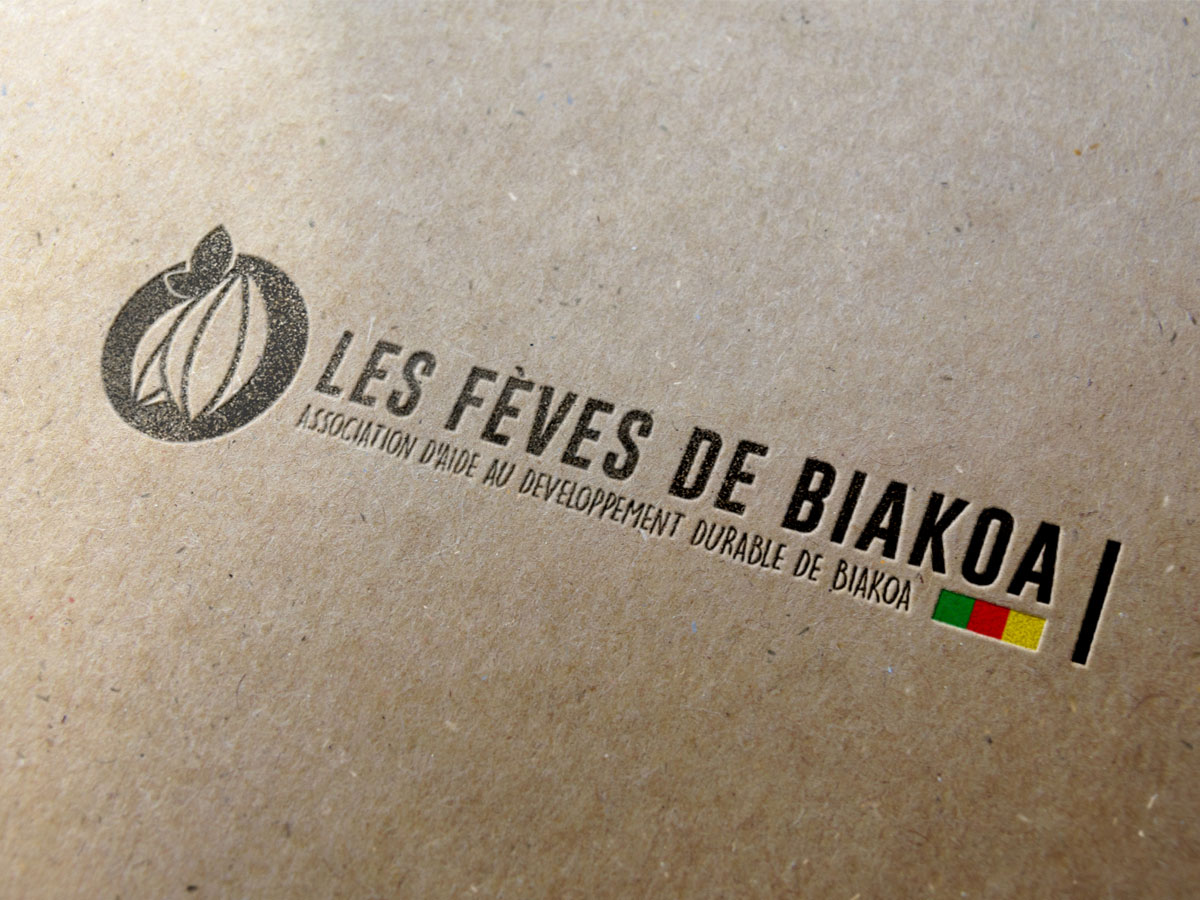 LES FÈVES DE BIAKOA
ASSOCIATION D'AIDE AU DEVELOPPEMENT DURABLE DE BIAKOA